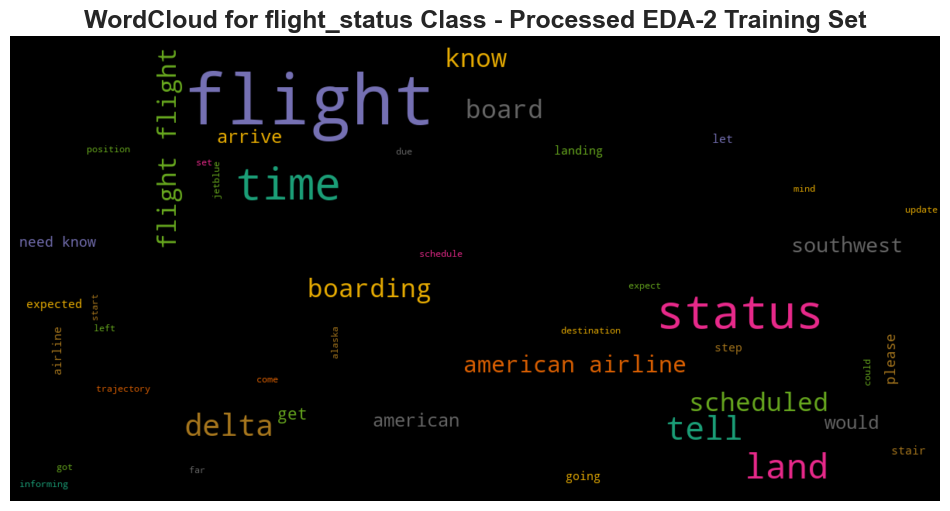 WordCloud for flight_status Class - Processed EDA-2 Training Set
know
flight
flight flight
board
arrive
let
position
due
landing
set
jetblue
time
mind
update
need know
southwest
schedule
boarding
expect
expected
start
status
left
destination
airline
alaska
step
please
american airline
could
come
trajectory
scheduled
get
delta
american
tell
would
stair
got
far
land
going
informing